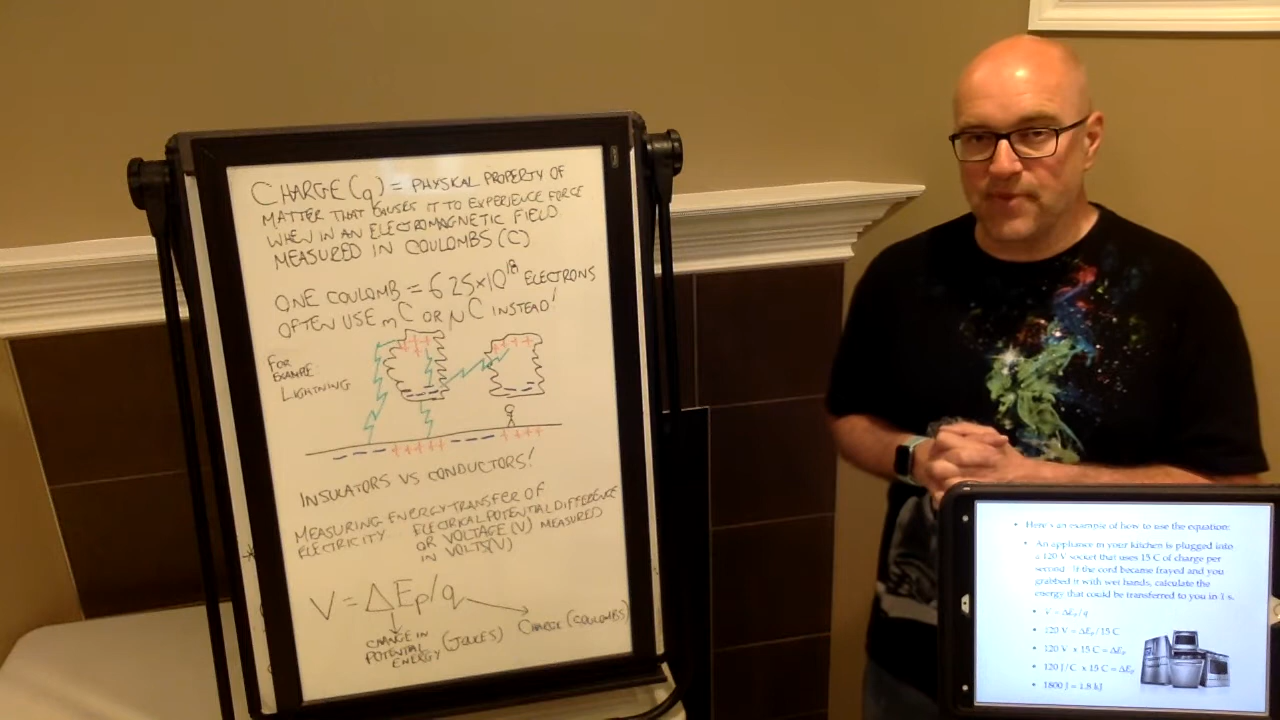 CHARGE (q) = PHYSICAL PROPERTY OF
MATTER THAT CAUSES IT TO EXPERIENCE FORCE
WHEN IN AN ELECTROMAGNETIC FIELD
MEASURED IN COULOMBS (C)
ONE COULOMB = 6.25 × 10^18 ELECTRONS
OFTEN USE mC OR μC INSTEAD!
FOR
EXAMPLE:
LIGHTNING
+++
+++
--- ---
---- ++++++ ---- +++++
INSULATORS VS CONDUCTORS!
MEASURING ENERGY TRANSFER OF
ELECTRICITY
ELECTRICAL POTENTIAL DIFFERENCE
OR VOLTAGE (V) MEASURED
IN VOLTS (V)
V = ΔEp/q
CHANGE IN
POTENTIAL
ENERGY
(JOULES)
CHARGE (COULOMBS)
• Here's an example of how to use the equation:
• An appliance in your kitchen is plugged into
a 120 V socket that uses 15 C of charge per
second. If the cord became frayed and you
grabbed it with wet hands, calculate the
energy that could be transferred to you in 1 s.
• V = ΔEp/q
• 120 V = ΔEp/15 C
• 120 V x 15 C = ΔEp
• 120 J/C x 15 C = ΔEp
• 1800 J = 1.8 kJ